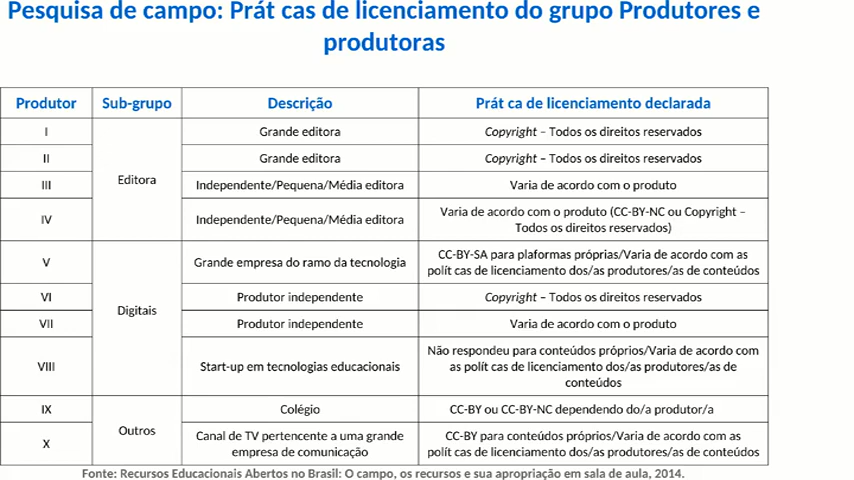 Pesquisa de campo: Prát cas de licenciamento do grupo Produtores e
produtoras
Produtor Sub-grupo Descrição Prát ca de licenciamento declarada
I Grande editora Copyright – Todos os direitos reservados
II Grande editora Copyright – Todos os direitos reservados
Editora
III Independente/Pequena/Média editora Varia de acordo com o produto
IV Independente/Pequena/Média editora Varia de acordo com o produto (CC-BY-NC ou Copyright –
Todos os direitos reservados)
V Grande empresa do ramo da tecnologia CC-BY-SA para plaformas próprias/Varia de acordo com as
polít cas de licenciamento dos/as produtores/as de conteúdos
VI Produtor independente Copyright – Todos os direitos reservados
Digitais
VII Produtor independente Varia de acordo com o produto
VIII Start-up em tecnologias educacionais Não respondeu para conteúdos próprios/Varia de acordo com
as polít cas de licenciamento dos/as produtores/as de
conteúdos
IX Colégio CC-BY ou CC-BY-NC dependendo do/a produtor/a
Outros
X Canal de TV pertencente a uma grande
empresa de comunicação
CC-BY para conteúdos próprios/Varia de acordo com as
polít cas de licenciamento dos/as produtores/as de conteúdos
Fonte: Recursos Educacionais Abertos no Brasil: O campo, os recursos e sua apropriação em sala de aula, 2014.